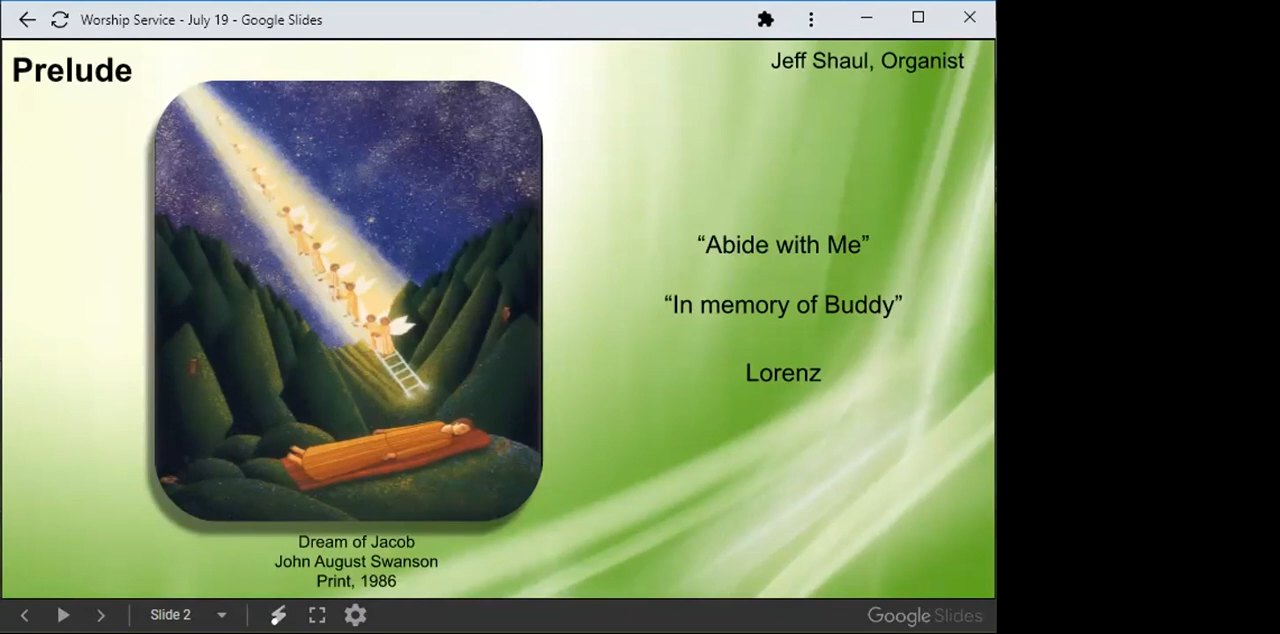 Worship Service - July 19 - Google Slides
Prelude
Jeff Shaul, Organist
“Abide with Me”
“In memory of Buddy”
Lorenz
Dream of Jacob
John August Swanson
Print, 1986
Slide 2
Google Slides